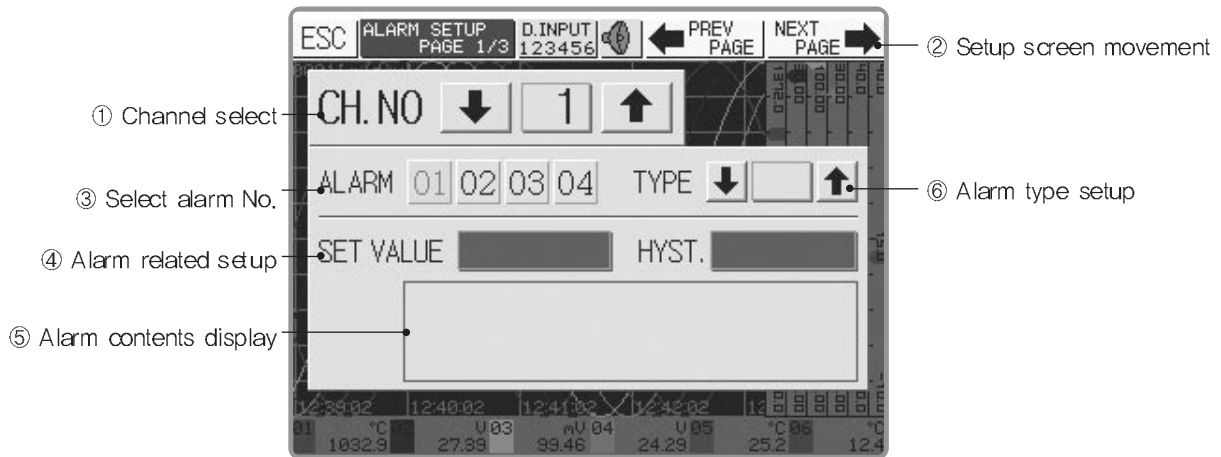 ESC ALARM SETUP PAGE 1/3 D.INPUT 123456 PREV PAGE NEXT PAGE
② Setup screen movement
CH. NO 1
① Channel select
ALARM 01 02 03 04 TYPE
③ Select alarm No.
⑥ Alarm type setup
SET VALUE HYST.
④ Alarm related setup
⑤ Alarm contents display
12:39:02 12:40:02 12:41:02 12:42:02 12
01 °C 02 V 03 mV 04 V 05 °C 06 °C
1032.9 27.39 99.46 24.29 25.2 12.4